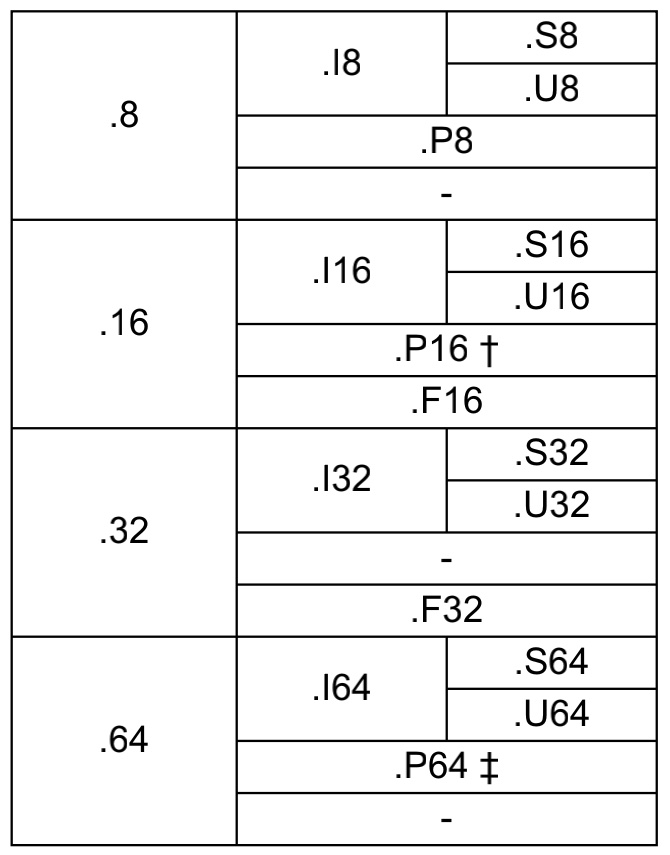 .8
.I8
.S8
.U8
.P8
-
.16
.I16
.S16
.U16
.P16 †
.F16
.32
.I32
.S32
.U32
-
.F32
.64
.I64
.S64
.U64
.P64 ‡
-